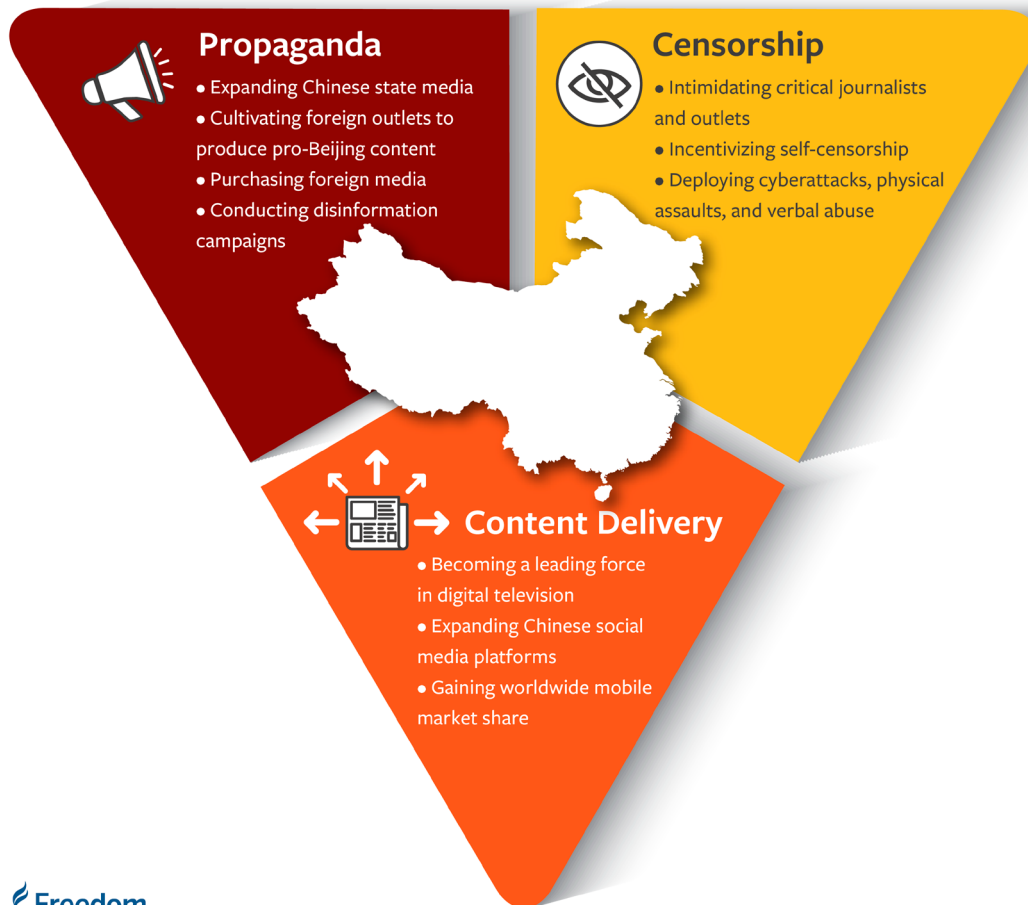 Propaganda
• Expanding Chinese state media
• Cultivating foreign outlets to
produce pro-Beijing content
• Purchasing foreign media
• Conducting disinformation
campaigns
Censorship
• Intimidating critical journalists
and outlets
• Incentivizing self-censorship
• Deploying cyberattacks, physical
assaults, and verbal abuse
Content Delivery
• Becoming a leading force
in digital television
• Expanding Chinese social
media platforms
• Gaining worldwide mobile
market share
Freedom